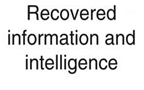 Recovered
information and
intelligence